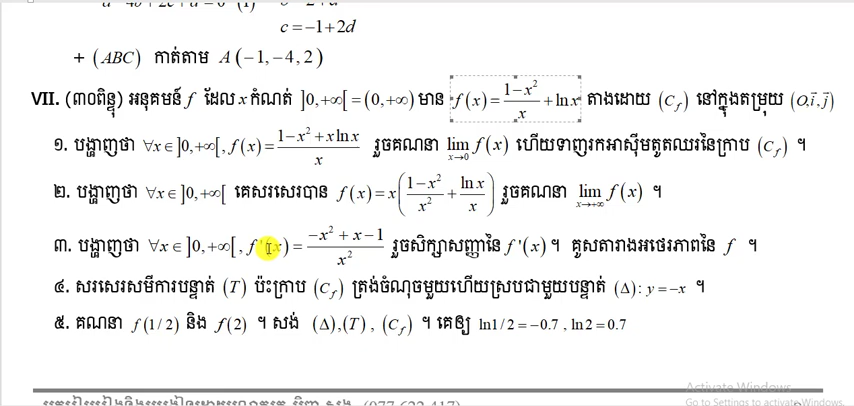 c = −1 + 2d
+ (ABC) កាត់តាម A(−1, −4, 2)
VII. (៣០ពិន្ទុ) អនុគមន៍ f ដែល x កំណត់ ]0, +∞[ = (0, +∞) មាន f(x) = (1−x²)/x + ln x តាងដោយ (C_f) នៅក្នុងតម្រុយ (O, i⃗, j⃗)
១. បង្ហាញថា ∀x ∈ ]0, +∞[, f(x) = (1−x²+x ln x)/x រួចគណនា lim_{x→0} f(x) ហើយទាញរកអាស៊ីមតូតឈរនៃក្រាប (C_f) ។
២. បង្ហាញថា ∀x ∈ ]0, +∞[ គេសរសេរបាន f(x) = x((1−x²)/x² + (ln x)/x) រួចគណនា lim_{x→+∞} f(x) ។
៣. បង្ហាញថា ∀x ∈ ]0, +∞[, f'(x) = (−x²+x−1)/x² រួចសិក្សាសញ្ញានៃ f'(x) ។ គូសតារាងអថេរភាពនៃ f ។
៤. សរសេរសមីការបន្ទាត់ (T) ប៉ះក្រាប (C_f) ត្រង់ចំណុចមួយហើយស្របជាមួយបន្ទាត់ (Δ): y = −x ។
៥. គណនា f(1/2) និង f(2) ។ សង់ (Δ),(T), (C_f) ។ គេឲ្យ ln1/2 = −0.7 , ln2 = 0.7
Activate Windows
Go to Settings to activate Windows.